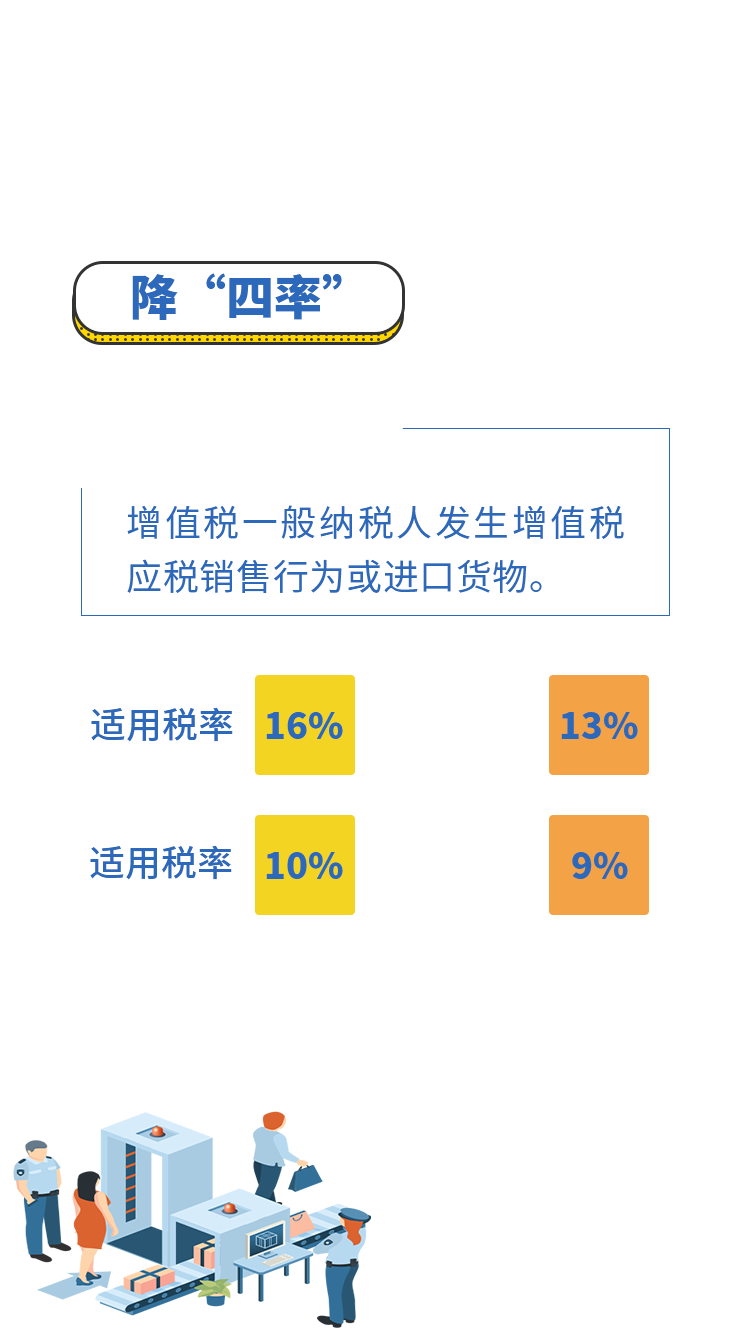 降“四率”
增值税一般纳税人发生增值税
应税销售行为或进口货物。
适用税率 16% 13%
适用税率 10% 9%